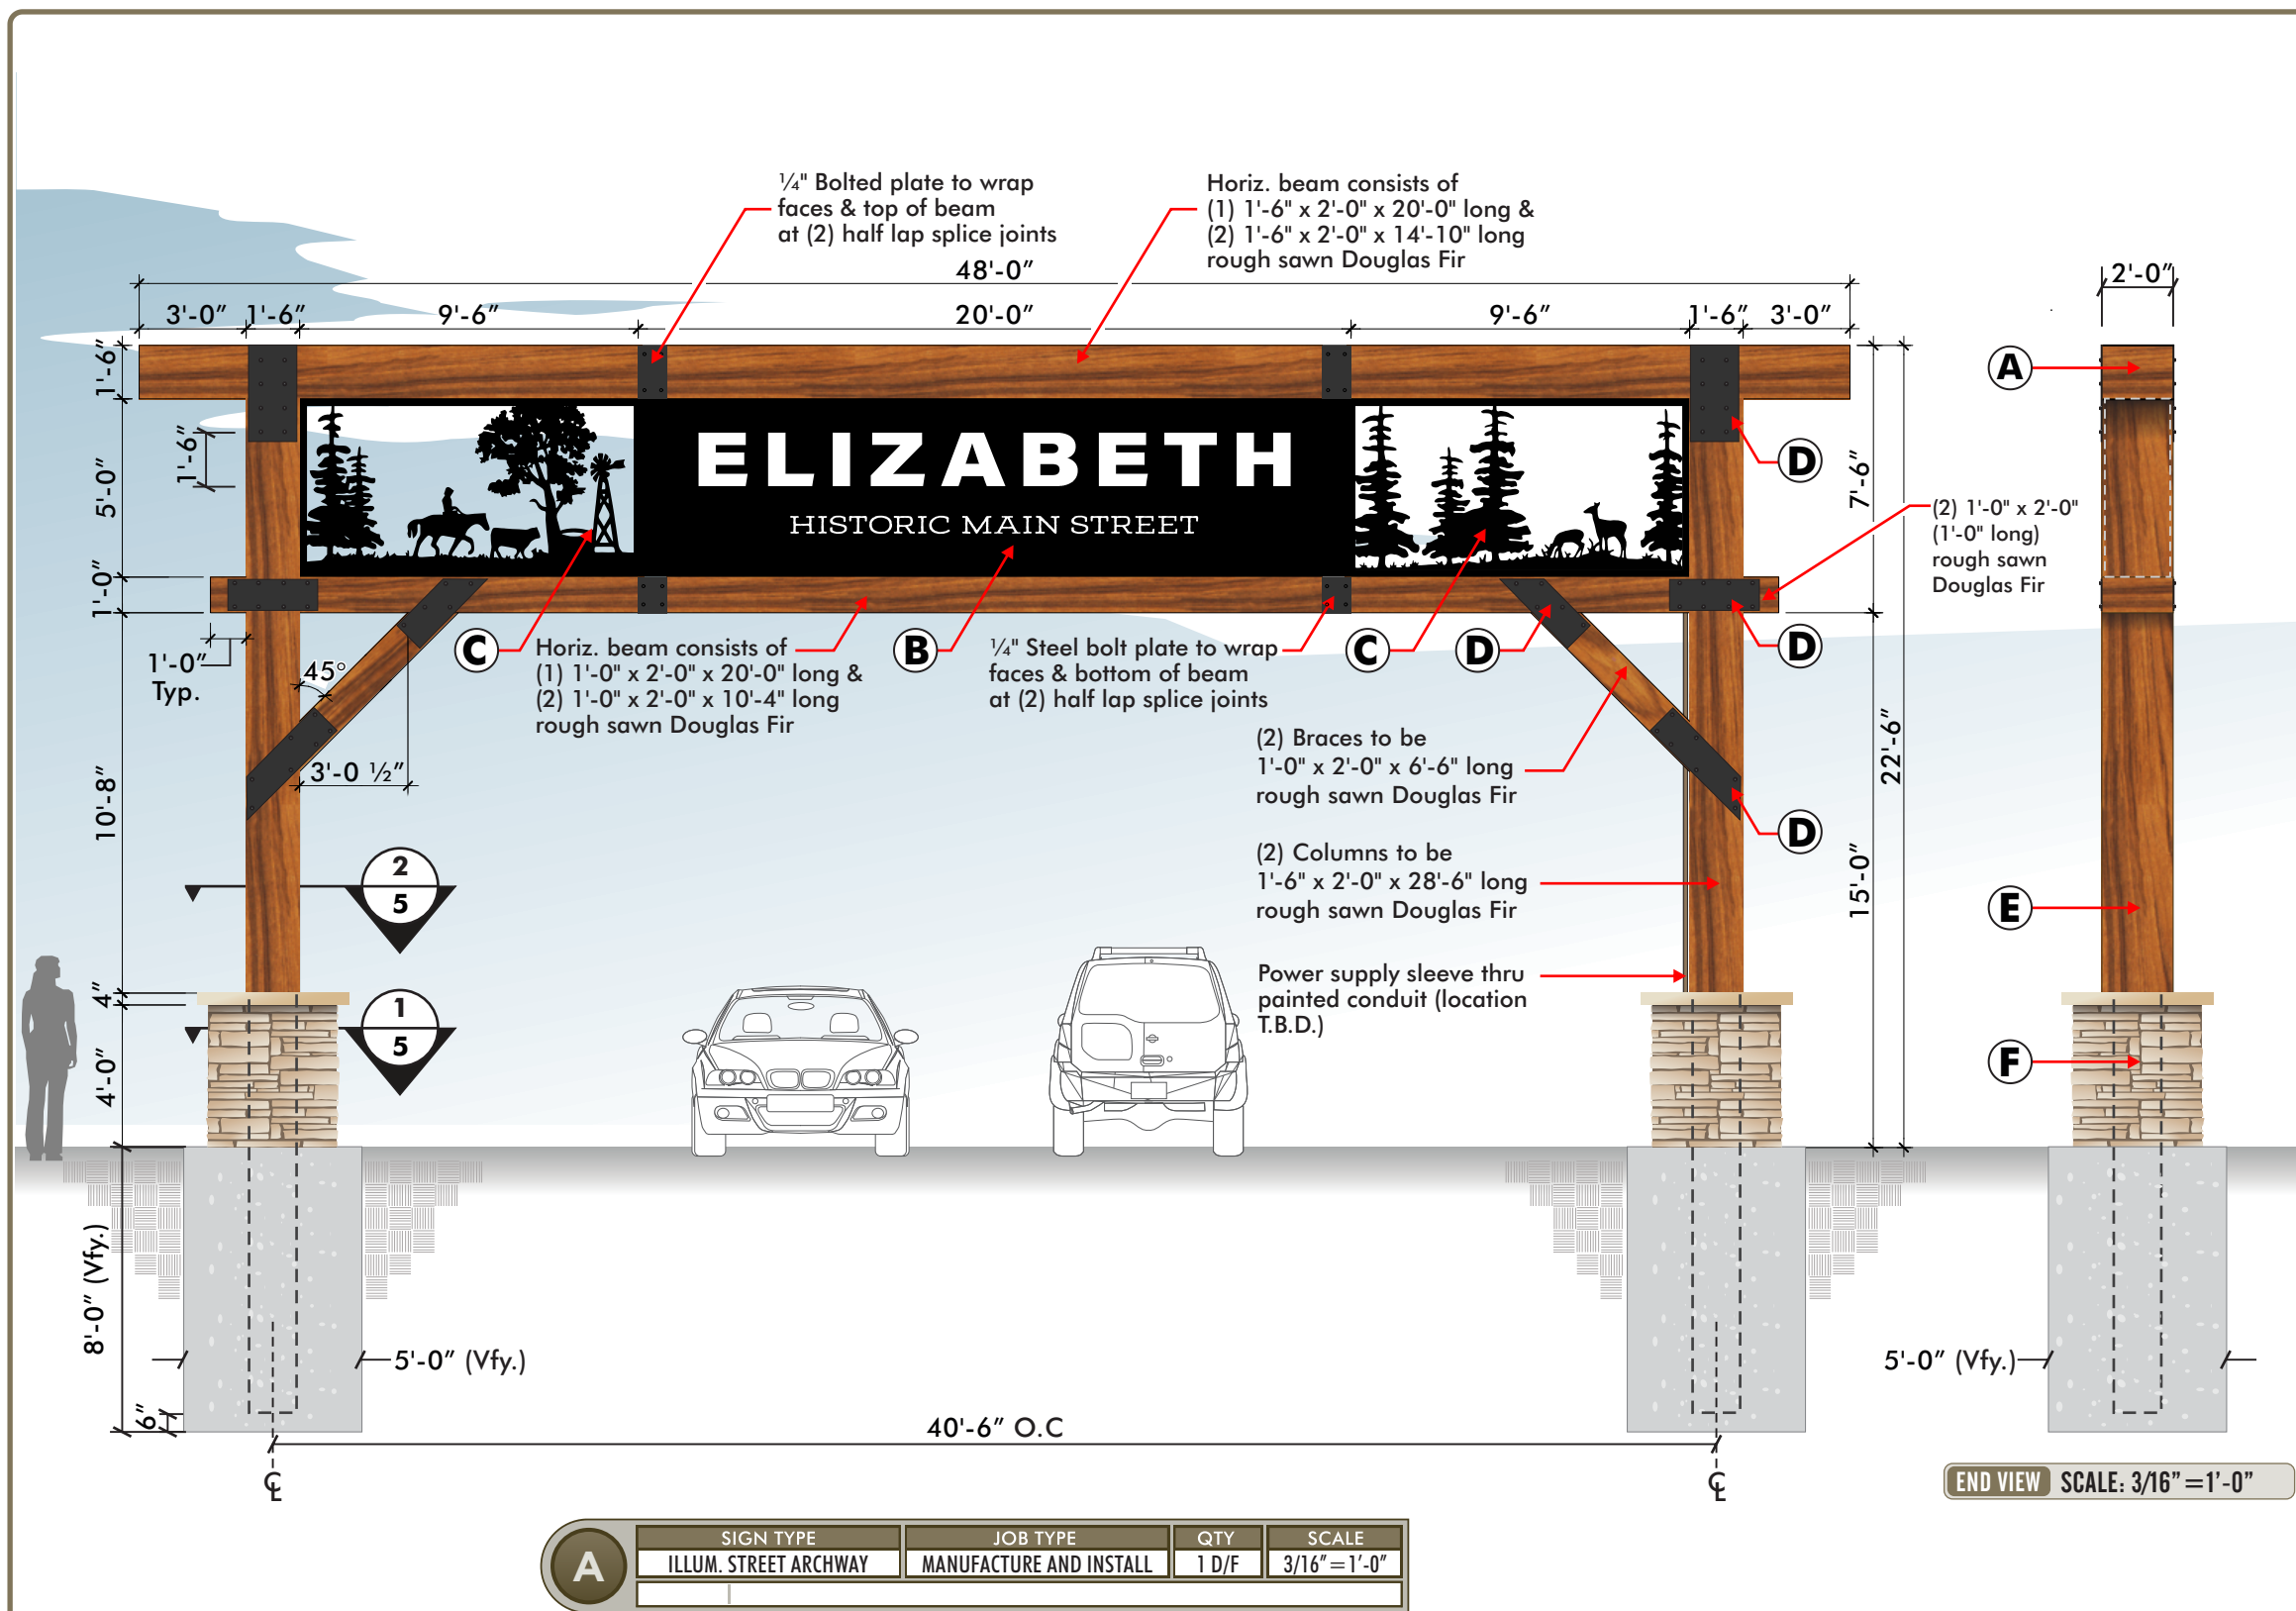 ¼" Bolted plate to wrap
faces & top of beam
at (2) half lap splice joints
Horiz. beam consists of
(1) 1'-6" x 2'-0" x 20'-0" long &
(2) 1'-6" x 2'-0" x 14'-10" long
rough sawn Douglas Fir
48'-0"
3'-0" 1'-6" 9'-6" 20'-0" 9'-6" 1'-6" 3'-0"
2'-0"
1'-6"
5'-0"
1'-6"
1'-0"
10'-8"
4"
4'-0"
8'-0" (Vfy.)
6"
A
ELIZABETH
HISTORIC MAIN STREET
D
7'-6"
22'-6"
15'-0"
(2) 1'-0" x 2'-0"
(1'-0" long)
rough sawn
Douglas Fir
1'-0"
Typ.
45°
3'-0 ½"
C
Horiz. beam consists of
(1) 1'-0" x 2'-0" x 20'-0" long &
(2) 1'-0" x 2'-0" x 10'-4" long
rough sawn Douglas Fir
B
¼" Steel bolt plate to wrap
faces & bottom of beam
at (2) half lap splice joints
C
D
D
(2) Braces to be
1'-0" x 2'-0" x 6'-6" long
rough sawn Douglas Fir
D
(2) Columns to be
1'-6" x 2'-0" x 28'-6" long
rough sawn Douglas Fir
2
5
E
Power supply sleeve thru
painted conduit (location
T.B.D.)
1
5
F
5'-0" (Vfy.)
5'-0" (Vfy.)
40'-6" O.C
℄
℄
END VIEW SCALE: 3/16"=1'-0"
A
SIGN TYPE JOB TYPE QTY SCALE
ILLUM. STREET ARCHWAY MANUFACTURE AND INSTALL 1 D/F 3/16"=1'-0"